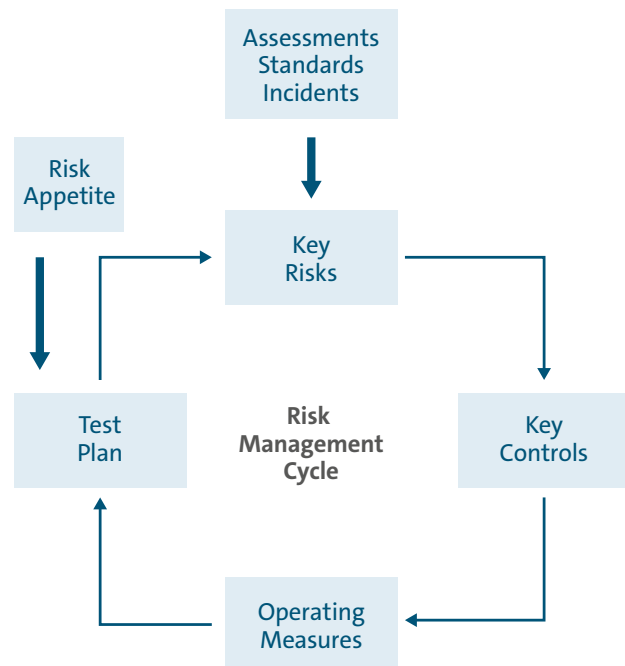 Assessments
Standards
Incidents
Risk
Appetite
Key
Risks
Test
Plan
Risk
Management
Cycle
Key
Controls
Operating
Measures